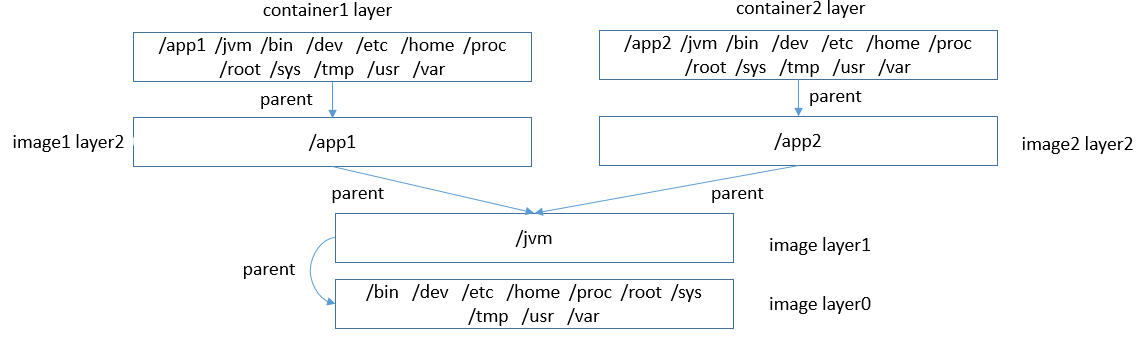 container1 layer
container2 layer
/app1 /jvm /bin /dev /etc /home /proc
/root /sys /tmp /usr /var
/app2 /jvm /bin /dev /etc /home /proc
/root /sys /tmp /usr /var
parent
parent
image1 layer2
/app1
/app2
image2 layer2
parent
parent
/jvm
image layer1
parent
/bin /dev /etc /home /proc /root /sys
/tmp /usr /var
image layer0